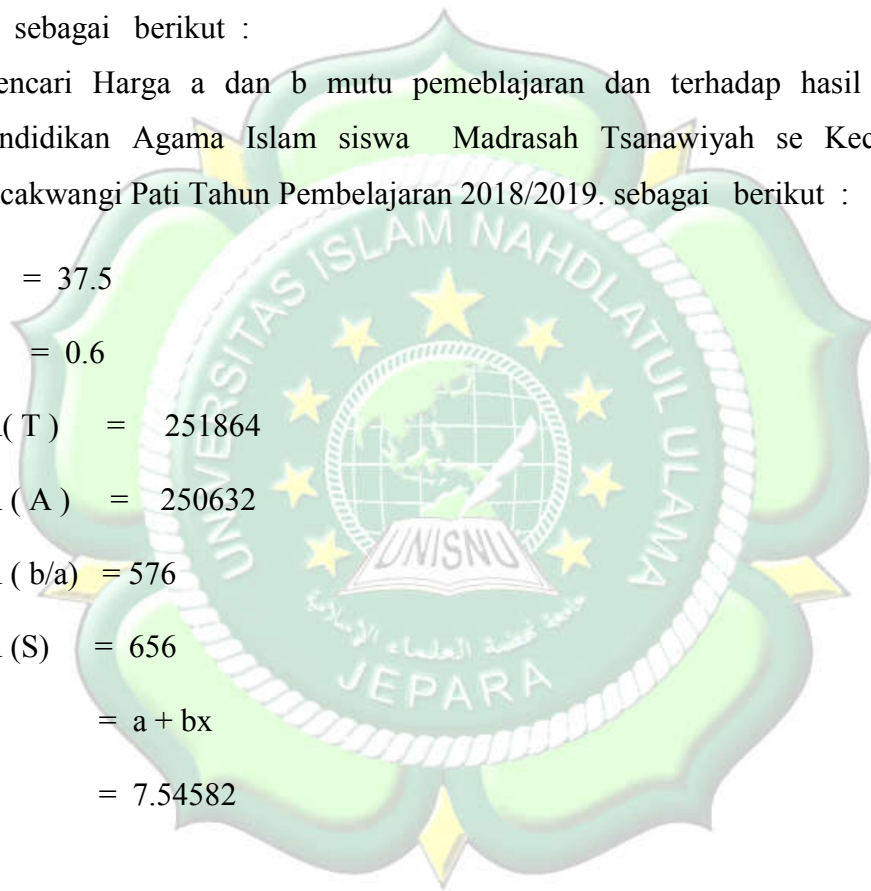 sebagai berikut :
encari Harga a dan b mutu pemeblajaran dan terhadap hasil
ndidikan Agama Islam siswa Madrasah Tsanawiyah se Kec
cakwangi Pati Tahun Pembelajaran 2018/2019. sebagai berikut :
= 37.5
= 0.6
( T ) = 251864
( A ) = 250632
( b/a) = 576
(S) = 656
= a + bx
= 7.54582
UNIVERSITAS ISLAM NAHDLATUL ULAMA
UNISNU
JEPARA